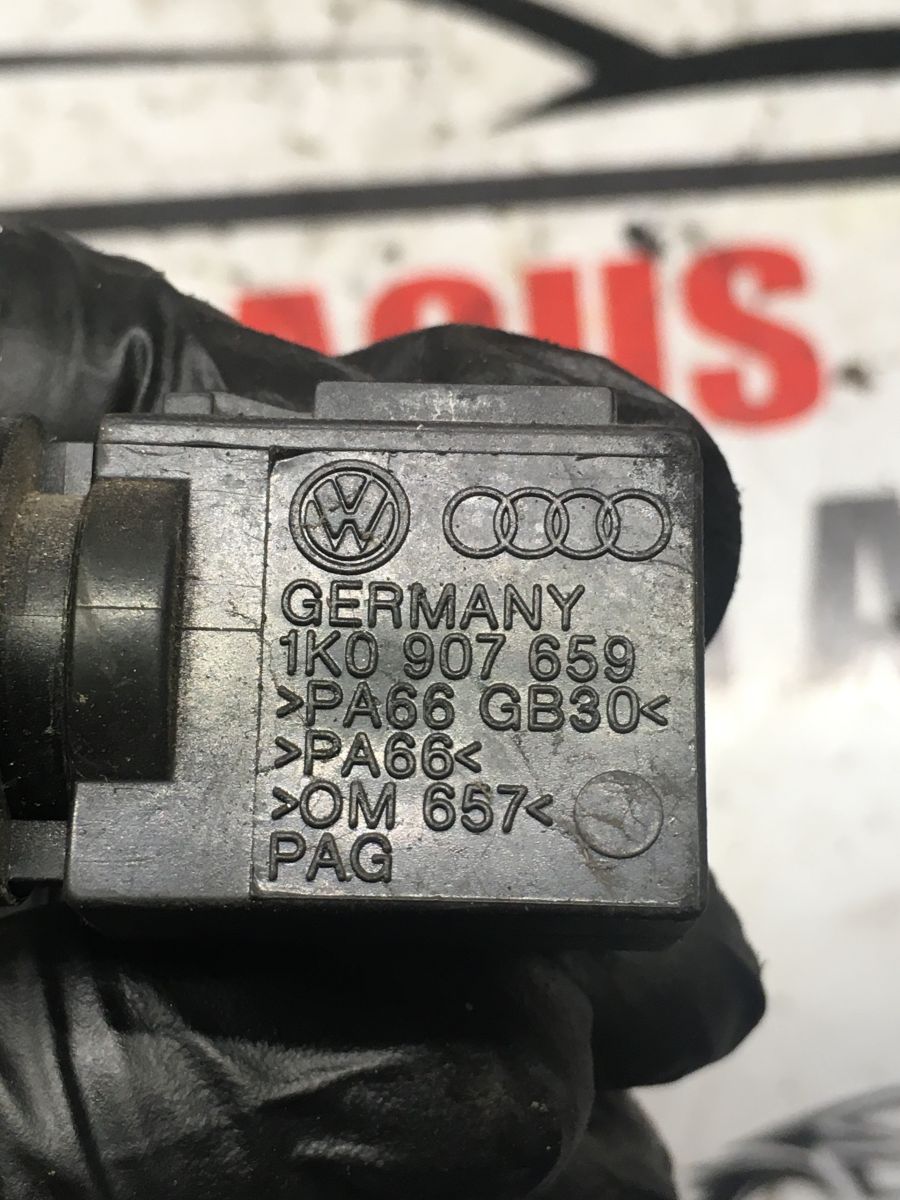 GERMANY
1K0 907 659
>PA66 GB30<
>PA66<
>OM 657<
PAG